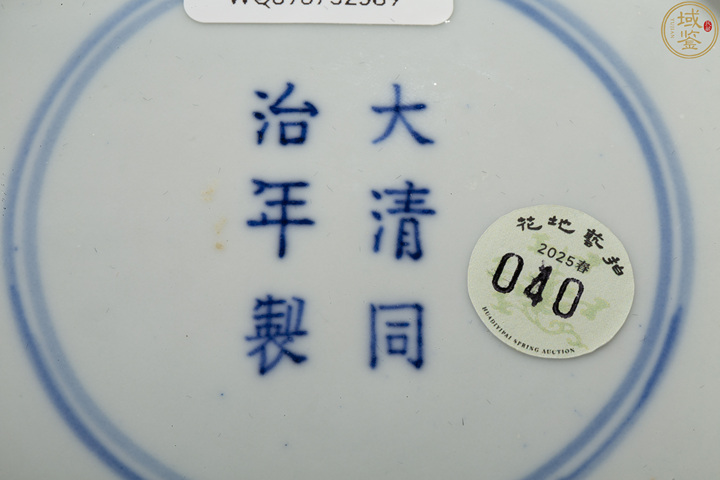 WQ096752569
域鉴
大清同
治年製
花地藝拍
2025春
040
HUADIYIPAI SPRING AUCTION